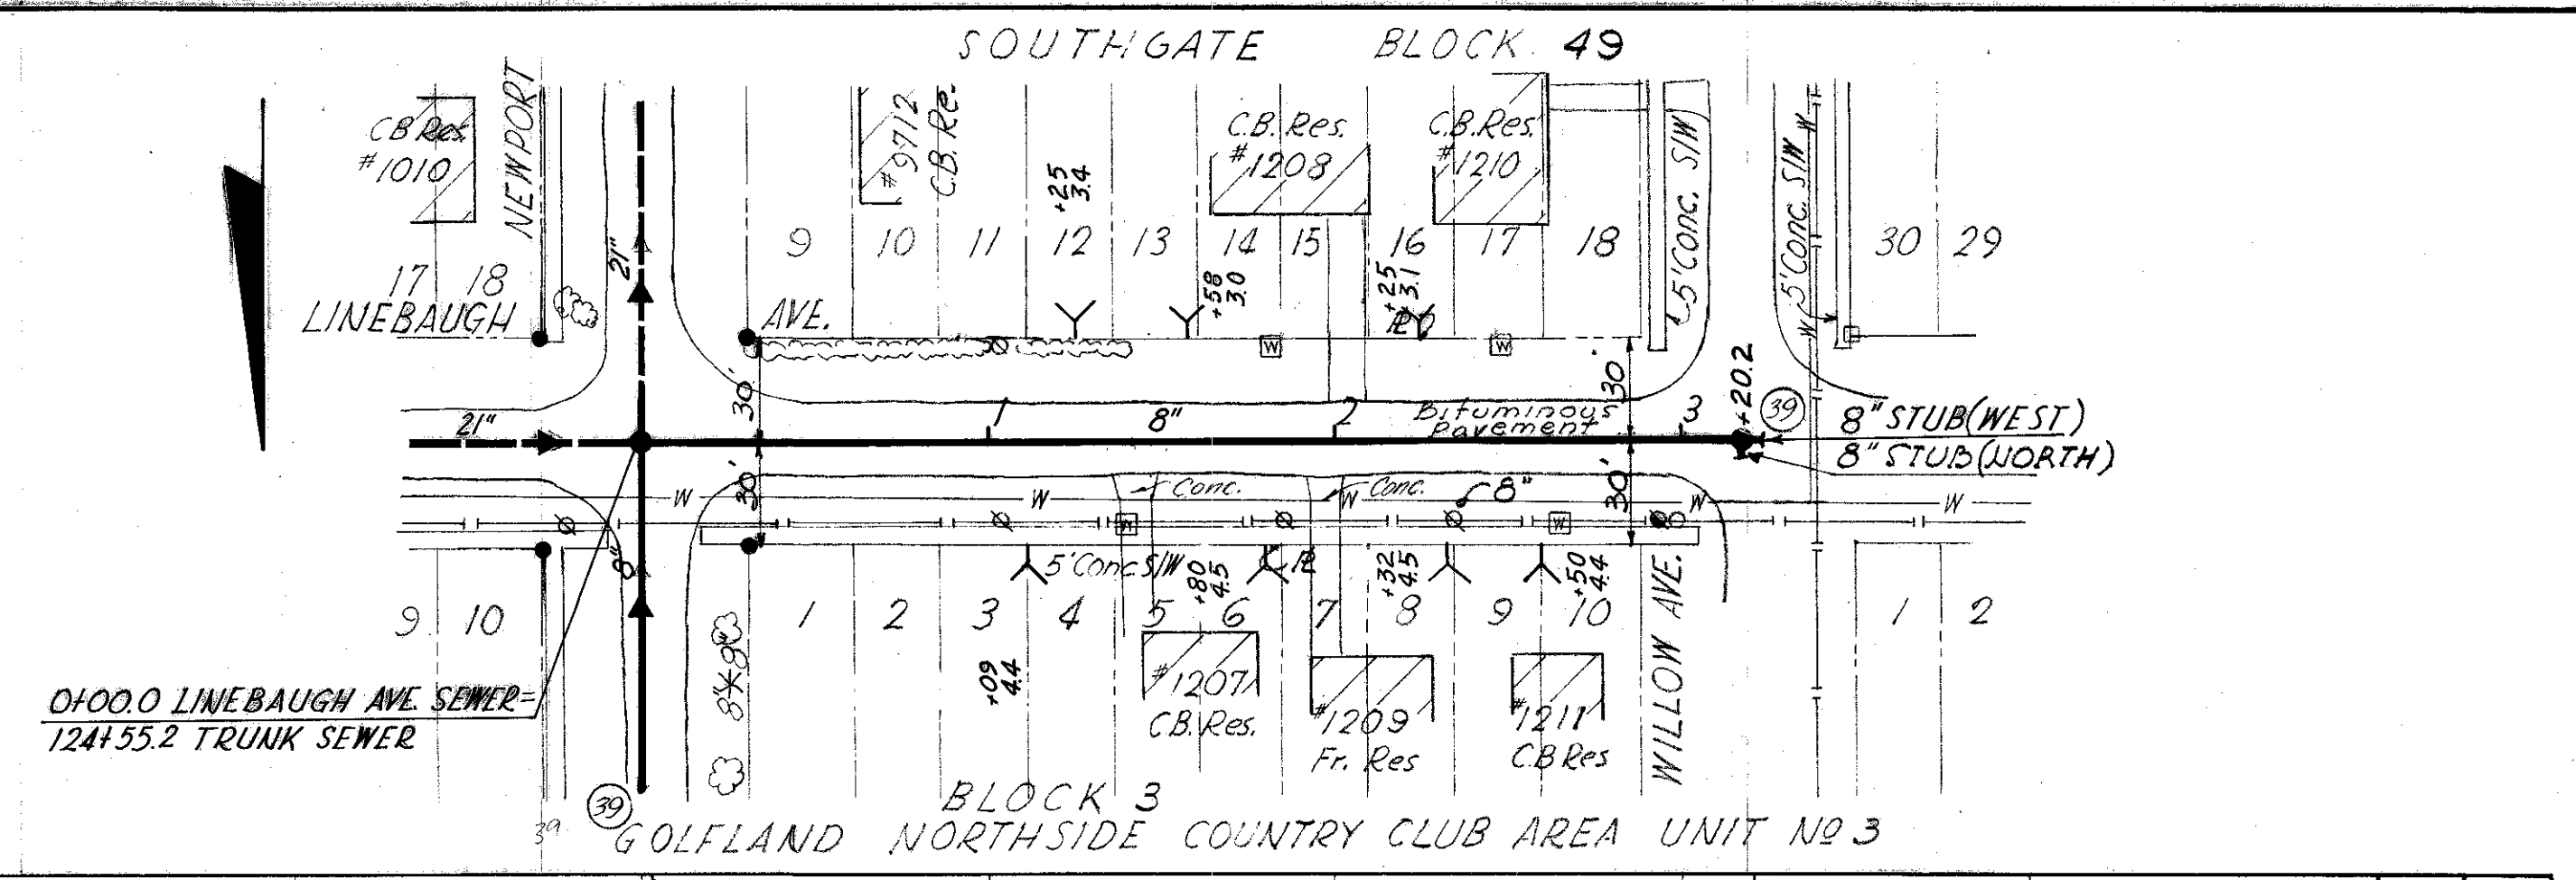 SOUTHGATE BLOCK 49
NEWPORT
C.B. Res
#1010
#9712
C.B. Re.
C.B. Res.
#1208
C.B. Res.
#1210
5' Conc. S/W
5' Conc. S/W
W
W
+25
3.4
21"
17 18
9 10 11 12 13 14 15 16 17 18
30 29
+58
3.0
+25
3.1
LINEBAUGH
AVE.
W
W
30'
30'
+20.2
39
21"
1
8"
2
Bituminous
Pavement
3
8" STUB (WEST)
8" STUB (NORTH)
30'
30'
W
W
Conc.
W
Conc.
8"
W
W
W
W
8"
5' Conc S/W
+80
4.5
+32
4.5
+50
4.4
9 10
1 2 3 4 5 6 7 8 9 10
1 2
WILLOW AVE.
+09
4.4
8"x8"
#1207
C.B. Res.
#1209
Fr. Res
#1211
C.B Res
0+00.0 LINEBAUGH AVE. SEWER=
124+55.2 TRUNK SEWER
39
39
BLOCK 3
GOLFLAND NORTHSIDE COUNTRY CLUB AREA UNIT Nº 3